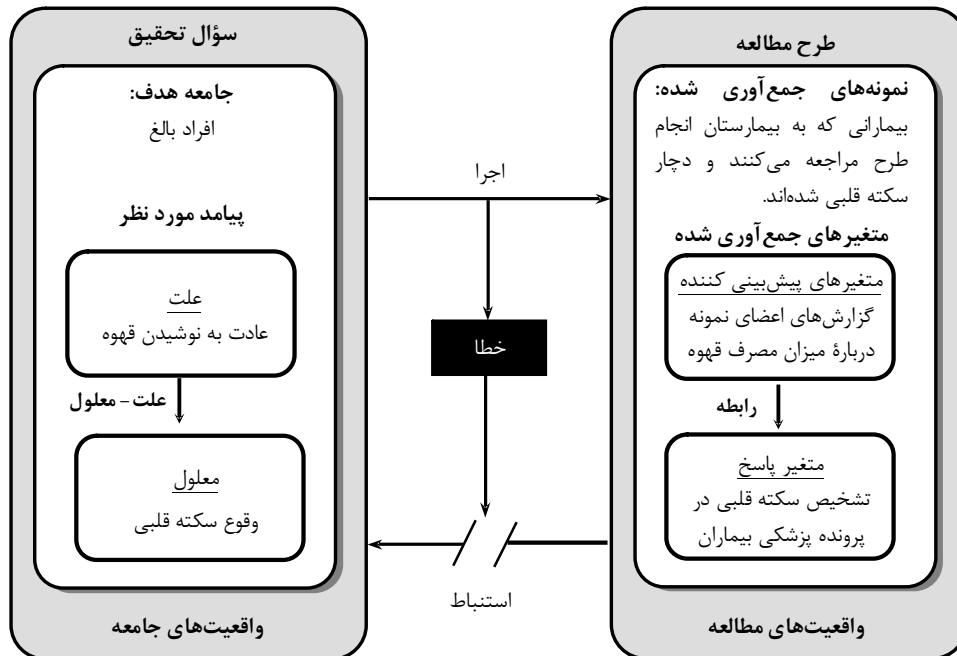 طرح مطالعه
نمونه‌های جمع‌آوری شده:
بیمارانی که به بیمارستان انجام
طرح مراجعه می‌کنند و دچار
سکته قلبی شده‌اند.
متغیرهای جمع‌آوری شده
متغیرهای پیش‌بینی کننده
گزارش‌های اعضای نمونه
دربارهٔ میزان مصرف قهوه
رابطه
متغیر پاسخ
تشخیص سکته قلبی در
پرونده پزشکی بیماران
واقعیت‌های مطالعه
اجرا
خطا
استنباط
سؤال تحقیق
جامعه هدف:
افراد بالغ
پیامد مورد نظر
علت
عادت به نوشیدن قهوه
علت – معلول
معلول
وقوع سکته قلبی
واقعیت‌های جامعه